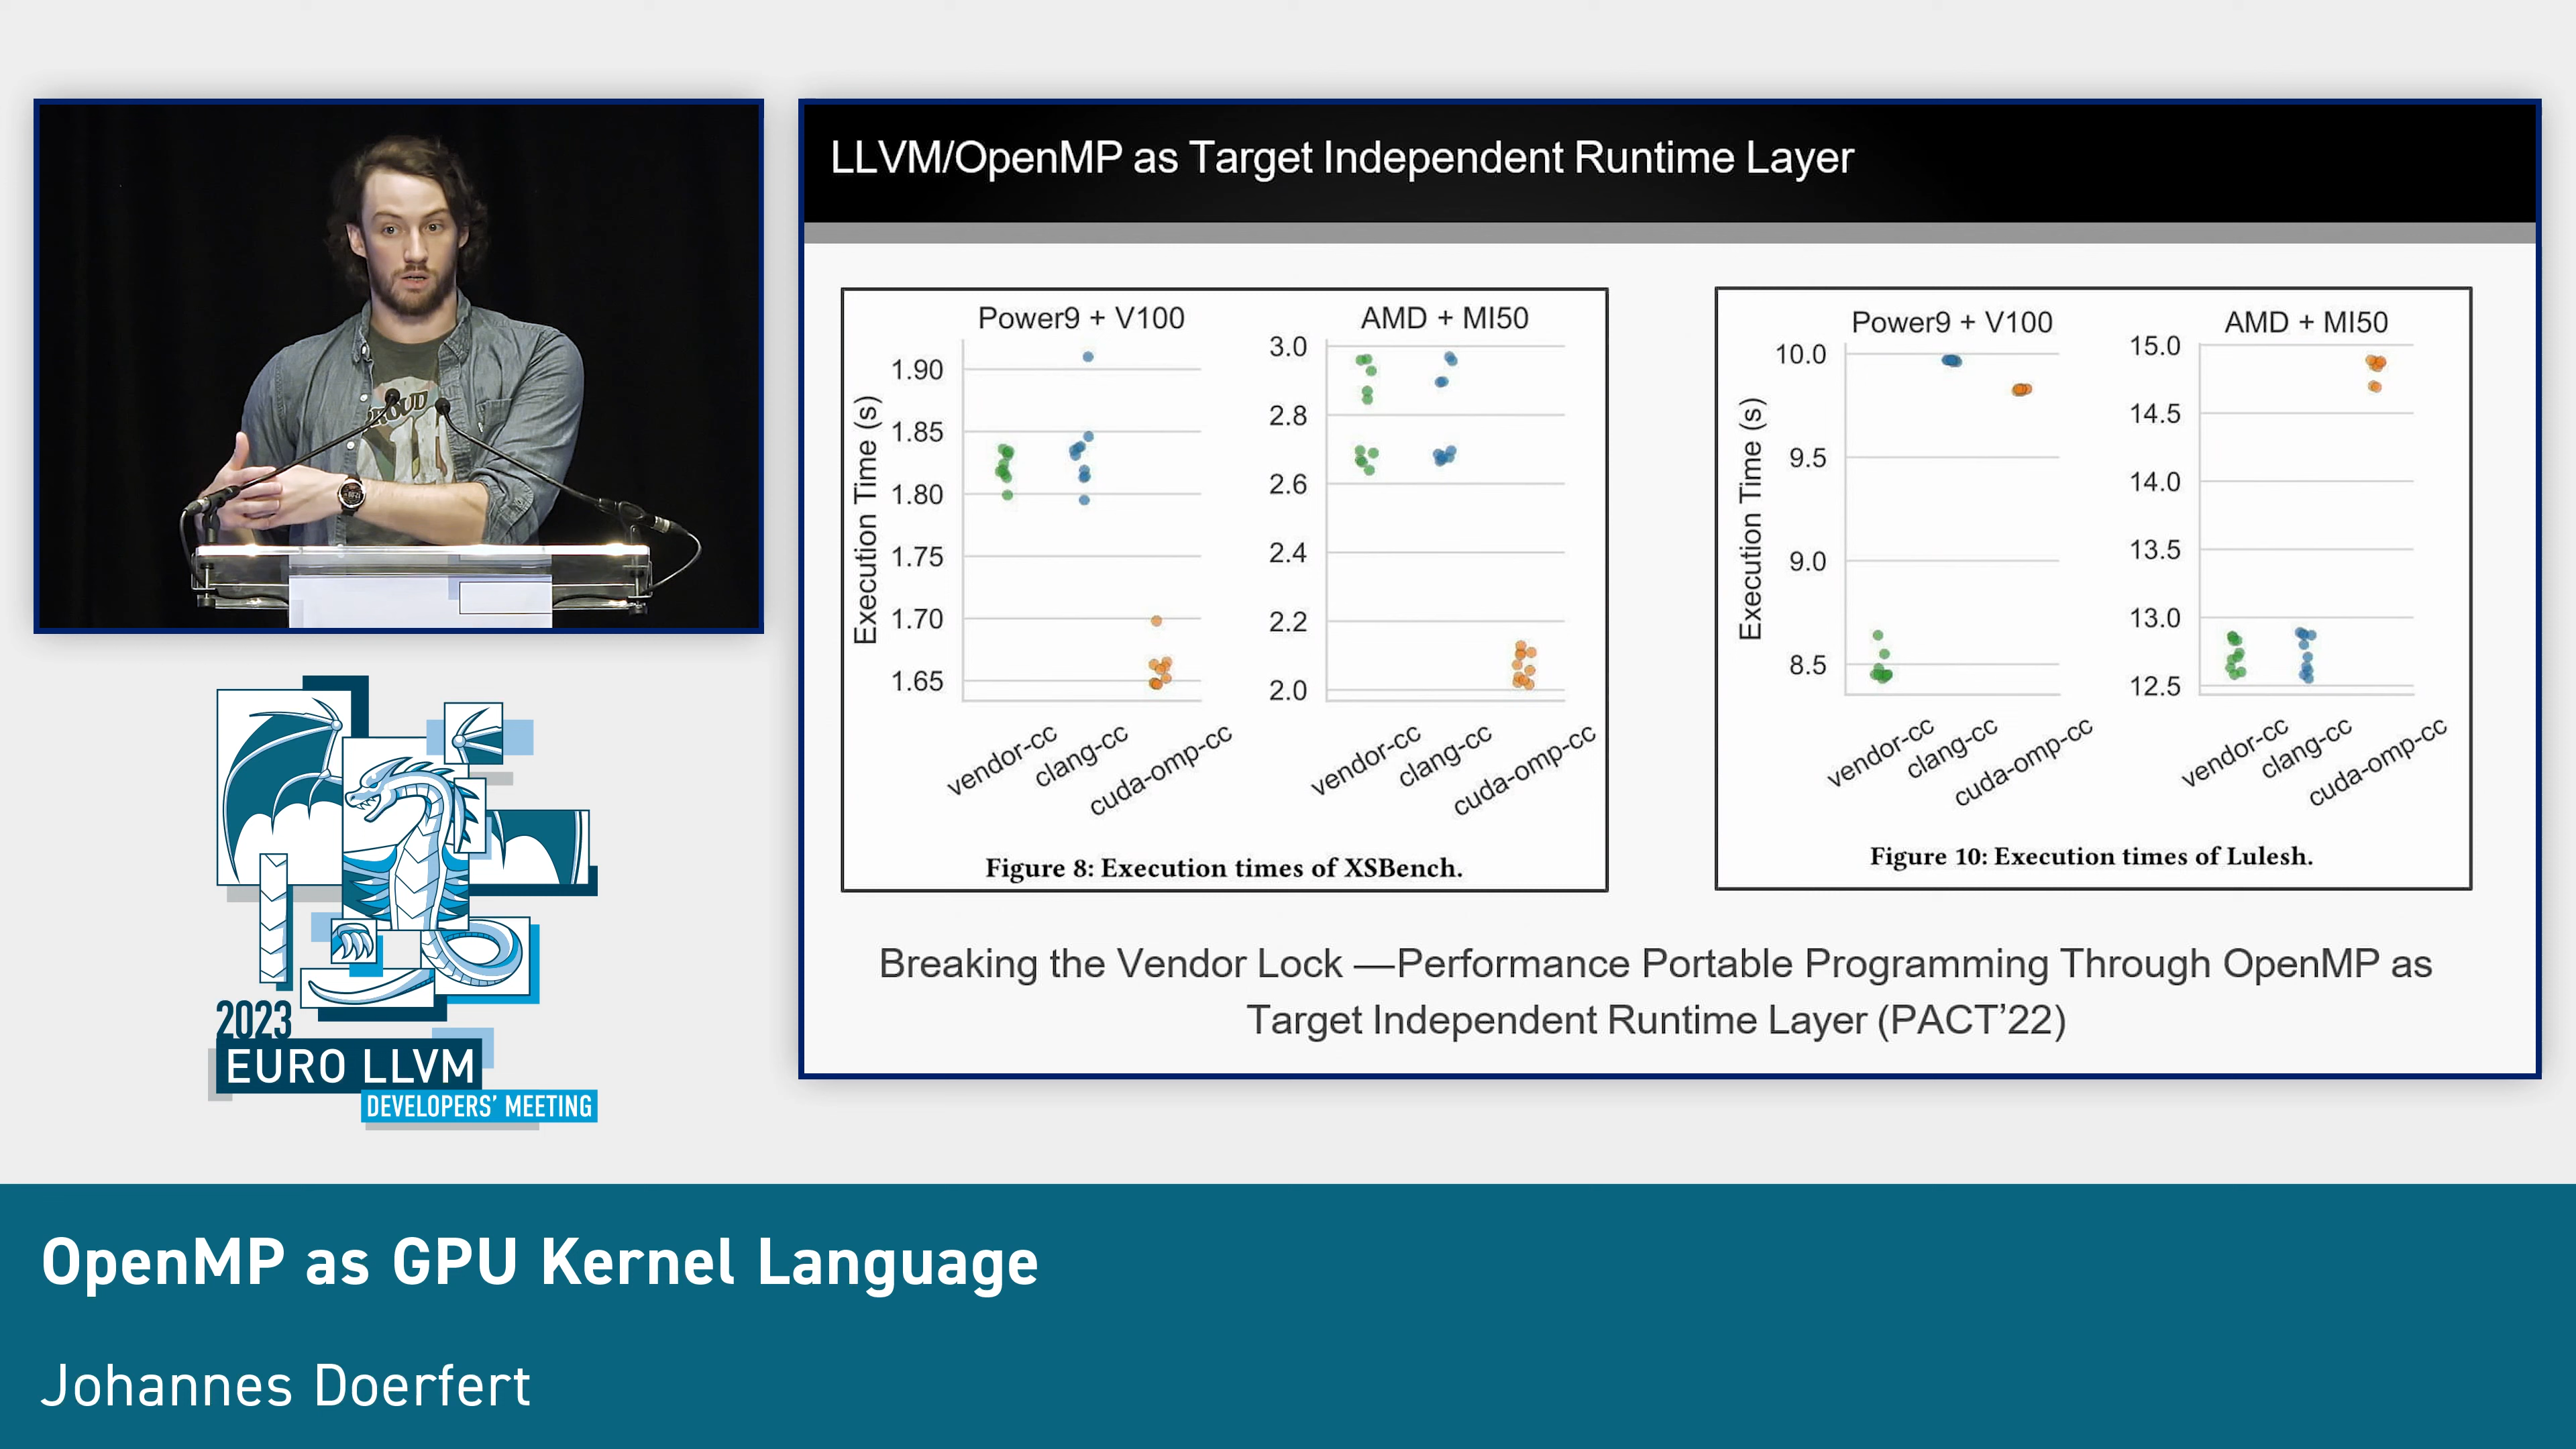 LLVM/OpenMP as Target Independent Runtime Layer
Power9 + V100
AMD + MI50
Execution Time (s)
1.90
1.85
1.80
1.75
1.70
1.65
3.0
2.8
2.6
2.4
2.2
2.0
vendor-cc
clang-cc
cuda-omp-cc
vendor-cc
clang-cc
cuda-omp-cc
Figure 8: Execution times of XSBench.
Power9 + V100
AMD + MI50
Execution Time (s)
10.0
9.5
9.0
8.5
15.0
14.5
14.0
13.5
13.0
12.5
vendor-cc
clang-cc
cuda-omp-cc
vendor-cc
clang-cc
cuda-omp-cc
Figure 10: Execution times of Lulesh.
Breaking the Vendor Lock —Performance Portable Programming Through OpenMP as
Target Independent Runtime Layer (PACT’22)
2023
EURO LLVM
DEVELOPERS’ MEETING
OpenMP as GPU Kernel Language
Johannes Doerfert